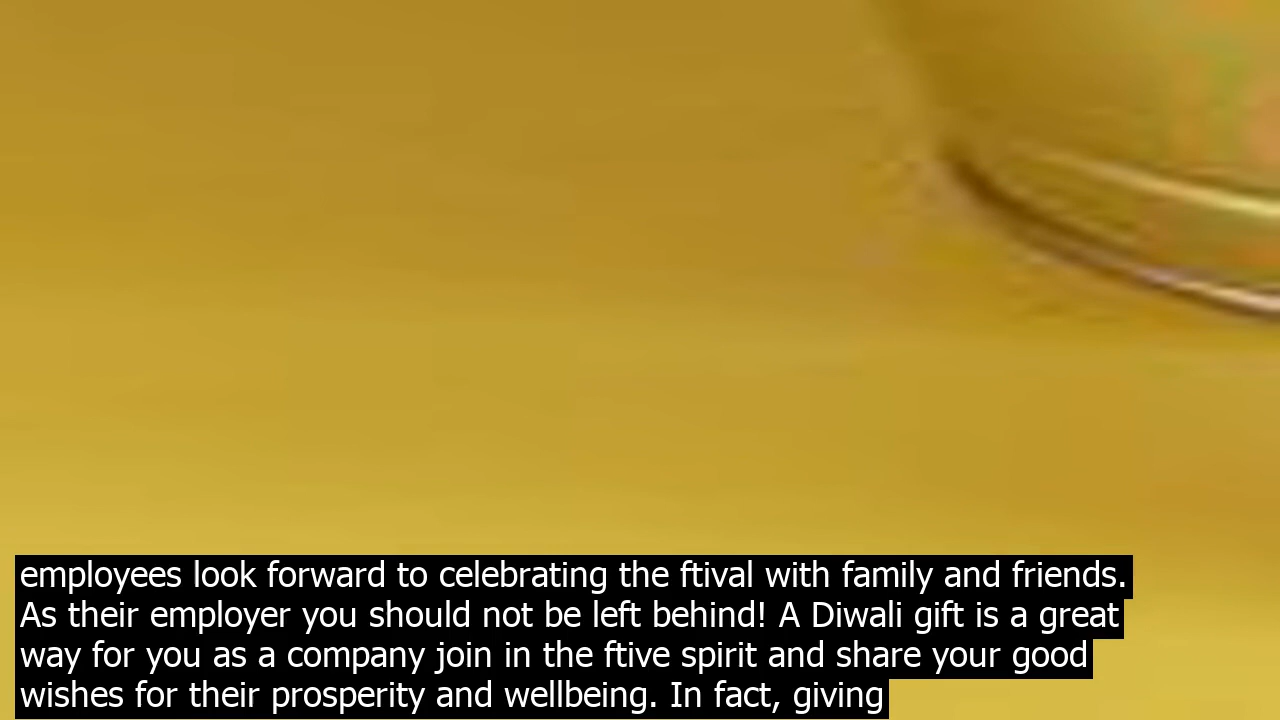 employees look forward to celebrating the ftival with family and friends.
As their employer you should not be left behind! A Diwali gift is a great
way for you as a company join in the ftive spirit and share your good
wishes for their prosperity and wellbeing. In fact, giving